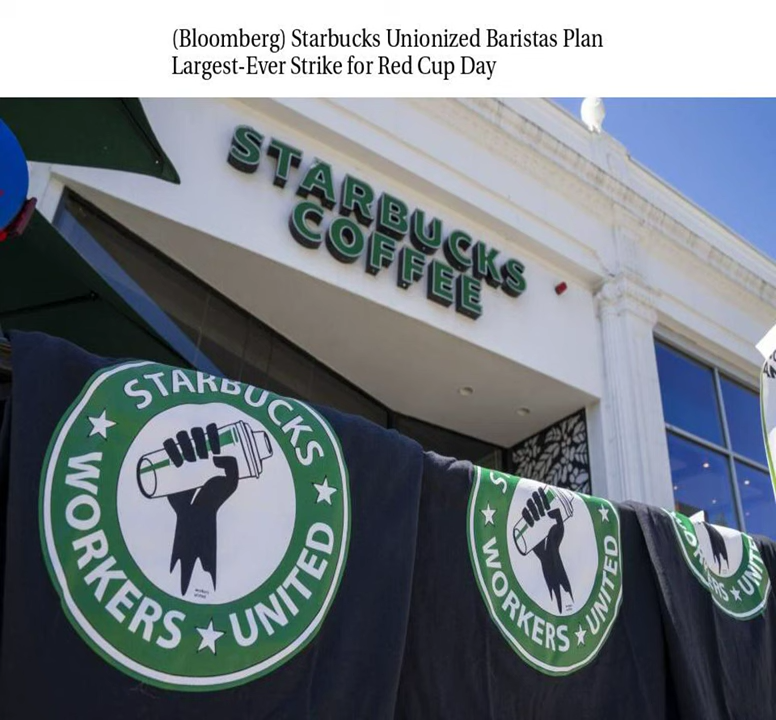 (Bloomberg) Starbucks Unionized Baristas Plan
Largest-Ever Strike for Red Cup Day
STARBUCKS
COFFEE
STARBUCKS
WORKERS UNITED
WORKERS UNITED
UNITED